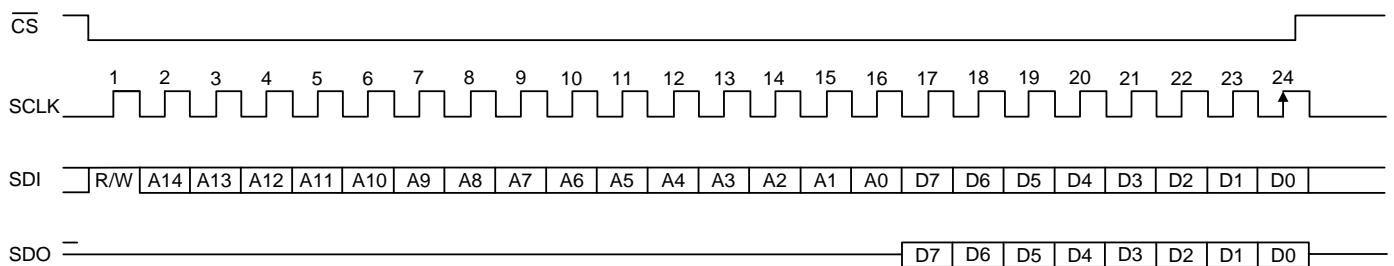 CS
1 2 3 4 5 6 7 8 9 10 11 12 13 14 15 16 17 18 19 20 21 22 23 24
SCLK
SDI R/W A14 A13 A12 A11 A10 A9 A8 A7 A6 A5 A4 A3 A2 A1 A0 D7 D6 D5 D4 D3 D2 D1 D0
SDO D7 D6 D5 D4 D3 D2 D1 D0